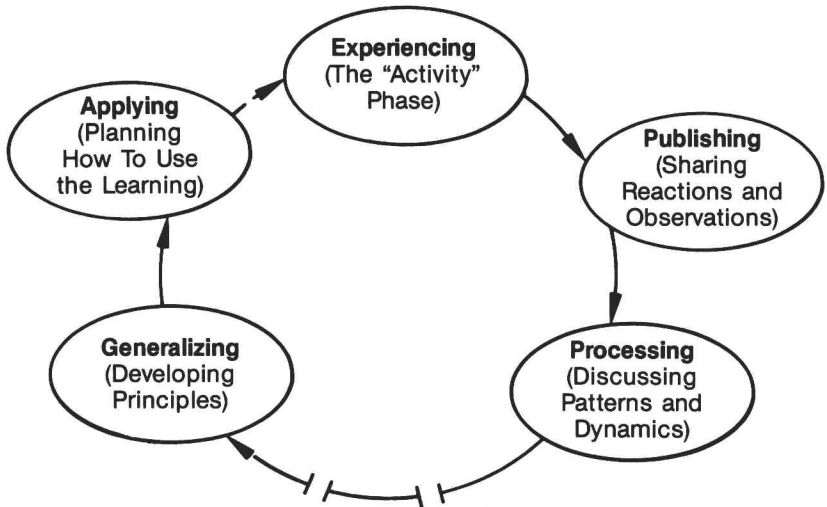 Experiencing
(The “Activity”
Phase)
Publishing
(Sharing
Reactions and
Observations)
Processing
(Discussing
Patterns and
Dynamics)
Generalizing
(Developing
Principles)
Applying
(Planning
How To Use
the Learning)